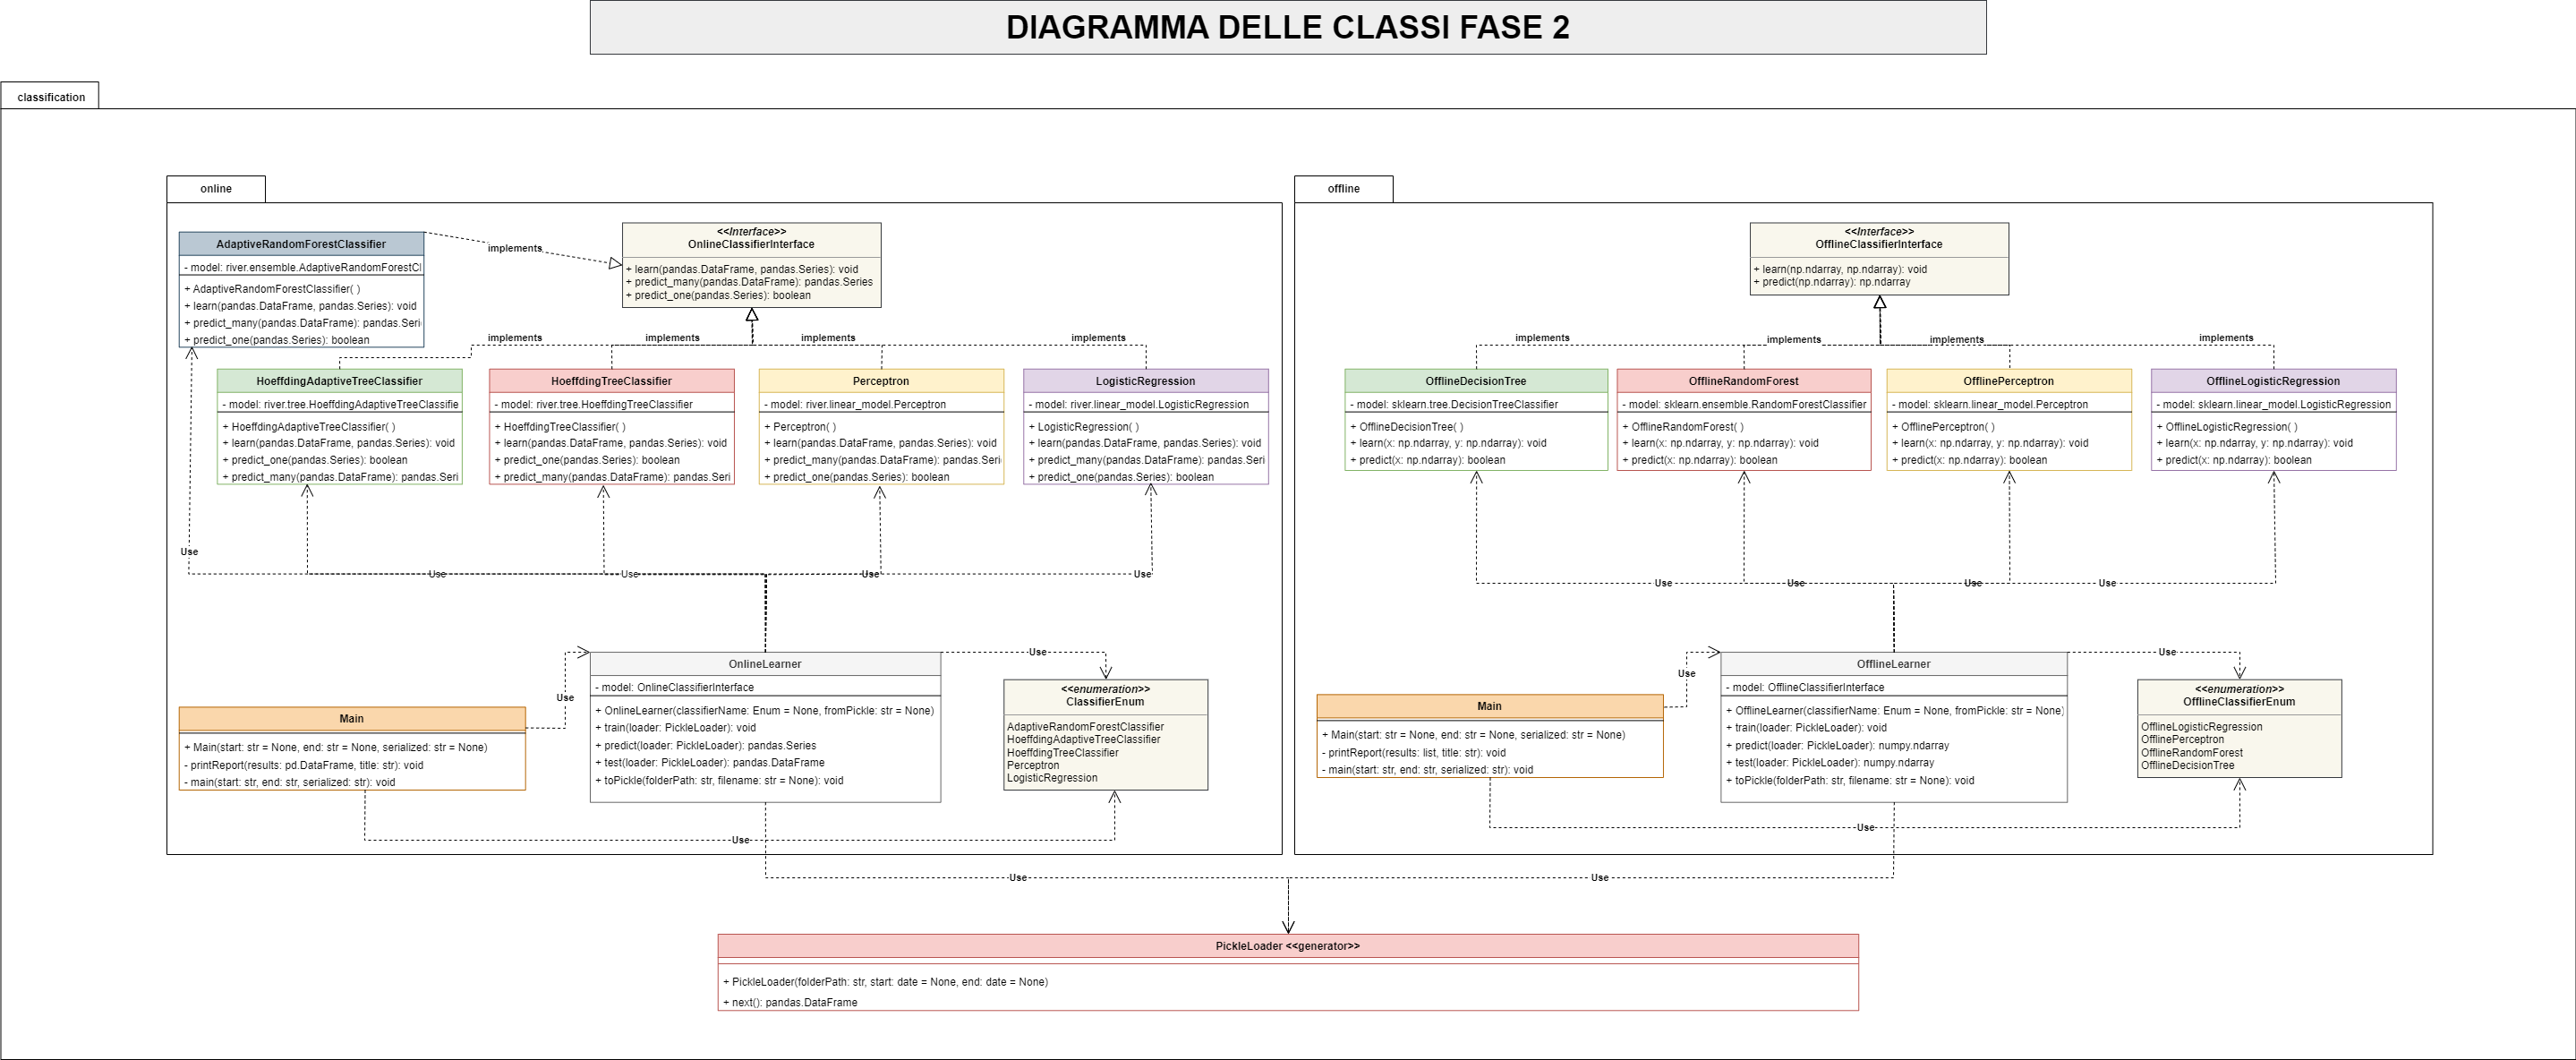 DIAGRAMMA DELLE CLASSI FASE 2
classification
online
AdaptiveRandomForestClassifier
- model: river.ensemble.AdaptiveRandomForestCl
+ AdaptiveRandomForestClassifier( )
+ learn(pandas.DataFrame, pandas.Series): void
+ predict_many(pandas.DataFrame): pandas.Seri
+ predict_one(pandas.Series): boolean
implements
<<Interface>>
OnlineClassifierInterface
+ learn(pandas.DataFrame, pandas.Series): void
+ predict_many(pandas.DataFrame): pandas.Series
+ predict_one(pandas.Series): boolean
implements
implements
implements
implements
HoeffdingAdaptiveTreeClassifier
- model: river.tree.HoeffdingAdaptiveTreeClassifie
+ HoeffdingAdaptiveTreeClassifier( )
+ learn(pandas.DataFrame, pandas.Series): void
+ predict_one(pandas.Series): boolean
+ predict_many(pandas.DataFrame): pandas.Seri
HoeffdingTreeClassifier
- model: river.tree.HoeffdingTreeClassifier
+ HoeffdingTreeClassifier( )
+ learn(pandas.DataFrame, pandas.Series): void
+ predict_one(pandas.Series): boolean
+ predict_many(pandas.DataFrame): pandas.Seri
Perceptron
- model: river.linear_model.Perceptron
+ Perceptron( )
+ learn(pandas.DataFrame, pandas.Series): void
+ predict_many(pandas.DataFrame): pandas.Seri
+ predict_one(pandas.Series): boolean
LogisticRegression
- model: river.linear_model.LogisticRegression
+ LogisticRegression( )
+ learn(pandas.DataFrame, pandas.Series): void
+ predict_many(pandas.DataFrame): pandas.Seri
+ predict_one(pandas.Series): boolean
Use
Use
Use
Use
Use
OnlineLearner
- model: OnlineClassifierInterface
+ OnlineLearner(classifierName: Enum = None, fromPickle: str = None)
+ train(loader: PickleLoader): void
+ predict(loader: PickleLoader): pandas.Series
+ test(loader: PickleLoader): pandas.DataFrame
+ toPickle(folderPath: str, filename: str = None): void
Use
Use
Main
+ Main(start: str = None, end: str = None, serialized: str = None)
- printReport(results: pd.DataFrame, title: str): void
- main(start: str, end: str, serialized: str): void
<<enumeration>>
ClassifierEnum
AdaptiveRandomForestClassifier
HoeffdingAdaptiveTreeClassifier
HoeffdingTreeClassifier
Perceptron
LogisticRegression
Use
offline
<<Interface>>
OfflineClassifierInterface
+ learn(np.ndarray, np.ndarray): void
+ predict(np.ndarray): np.ndarray
implements
implements
implements
implements
OfflineDecisionTree
- model: sklearn.tree.DecisionTreeClassifier
+ OfflineDecisionTree( )
+ learn(x: np.ndarray, y: np.ndarray): void
+ predict(x: np.ndarray): boolean
OfflineRandomForest
- model: sklearn.ensemble.RandomForestClassifier
+ OfflineRandomForest( )
+ learn(x: np.ndarray, y: np.ndarray): void
+ predict(x: np.ndarray): boolean
OfflinePerceptron
- model: sklearn.linear_model.Perceptron
+ OfflinePerceptron( )
+ learn(x: np.ndarray, y: np.ndarray): void
+ predict(x: np.ndarray): boolean
OfflineLogisticRegression
- model: sklearn.linear_model.LogisticRegression
+ OfflineLogisticRegression( )
+ learn(x: np.ndarray, y: np.ndarray): void
+ predict(x: np.ndarray): boolean
Use
Use
Use
Use
OfflineLearner
- model: OfflineClassifierInterface
+ OfflineLearner(classifierName: Enum = None, fromPickle: str = None)
+ train(loader: PickleLoader): void
+ predict(loader: PickleLoader): numpy.ndarray
+ test(loader: PickleLoader): numpy.ndarray
+ toPickle(folderPath: str, filename: str = None): void
Use
Use
Main
+ Main(start: str = None, end: str = None, serialized: str = None)
- printReport(results: list, title: str): void
- main(start: str, end: str, serialized: str): void
<<enumeration>>
OfflineClassifierEnum
OfflineLogisticRegression
OfflinePerceptron
OfflineRandomForest
OfflineDecisionTree
Use
Use
Use
PickleLoader <<generator>>
+ PickleLoader(folderPath: str, start: date = None, end: date = None)
+ next(): pandas.DataFrame